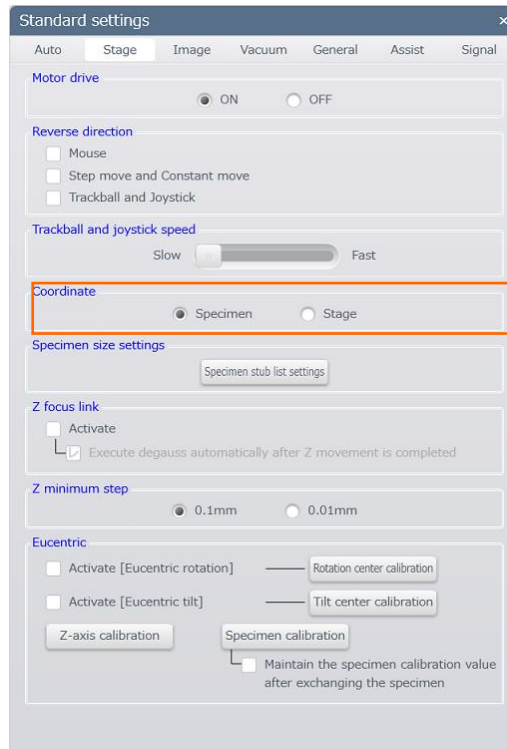 Standard settings ×
Auto Stage Image Vacuum General Assist Signal
Motor drive
ON OFF
Reverse direction
Mouse
Step move and Constant move
Trackball and Joystick
Trackball and joystick speed
Slow Fast
Coordinate
Specimen Stage
Specimen size settings
Specimen stub list settings
Z focus link
Activate
Execute degauss automatically after Z movement is completed
Z minimum step
0.1mm 0.01mm
Eucentric
Activate [Eucentric rotation] Rotation center calibration
Activate [Eucentric tilt] Tilt center calibration
Z-axis calibration Specimen calibration
Maintain the specimen calibration value
after exchanging the specimen